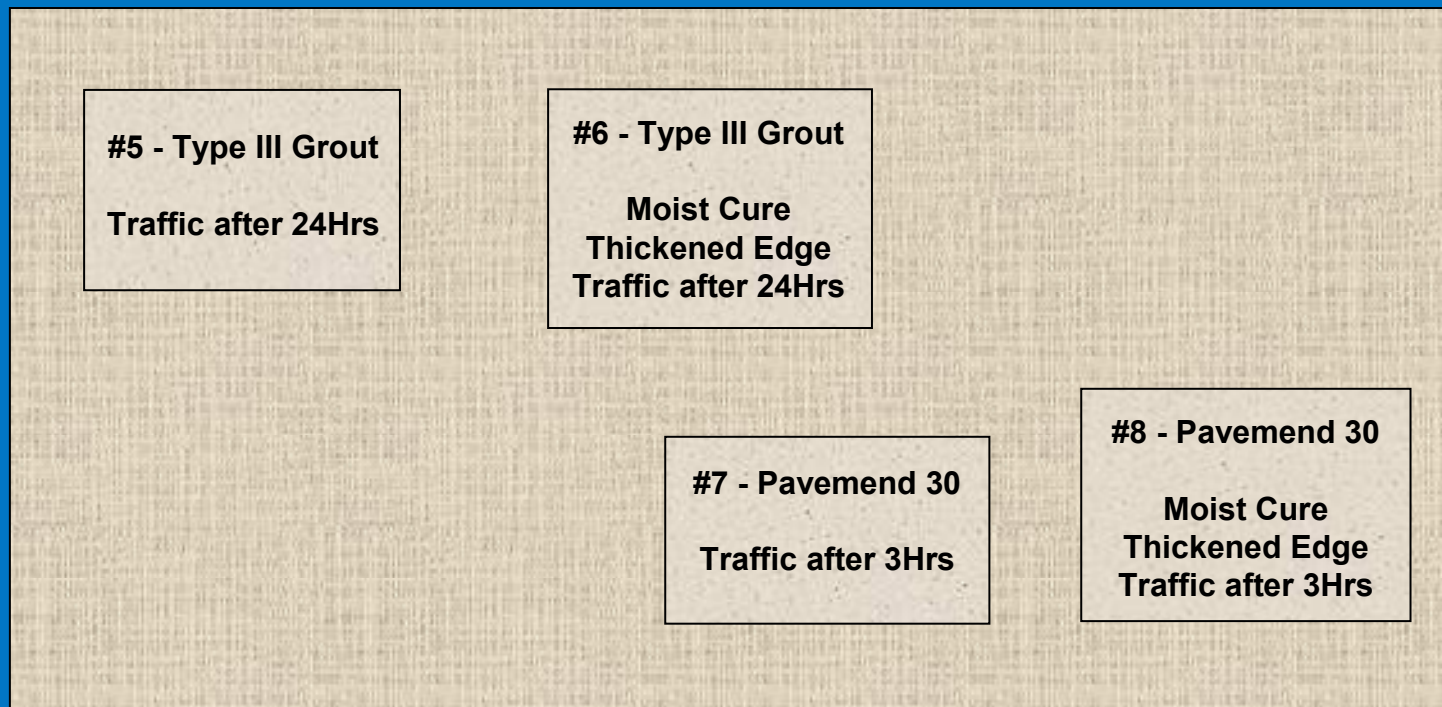 #5 - Type III Grout
Traffic after 24Hrs
#6 - Type III Grout
Moist Cure
Thickened Edge
Traffic after 24Hrs
#7 - Pavemend 30
Traffic after 3Hrs
#8 - Pavemend 30
Moist Cure
Thickened Edge
Traffic after 3Hrs